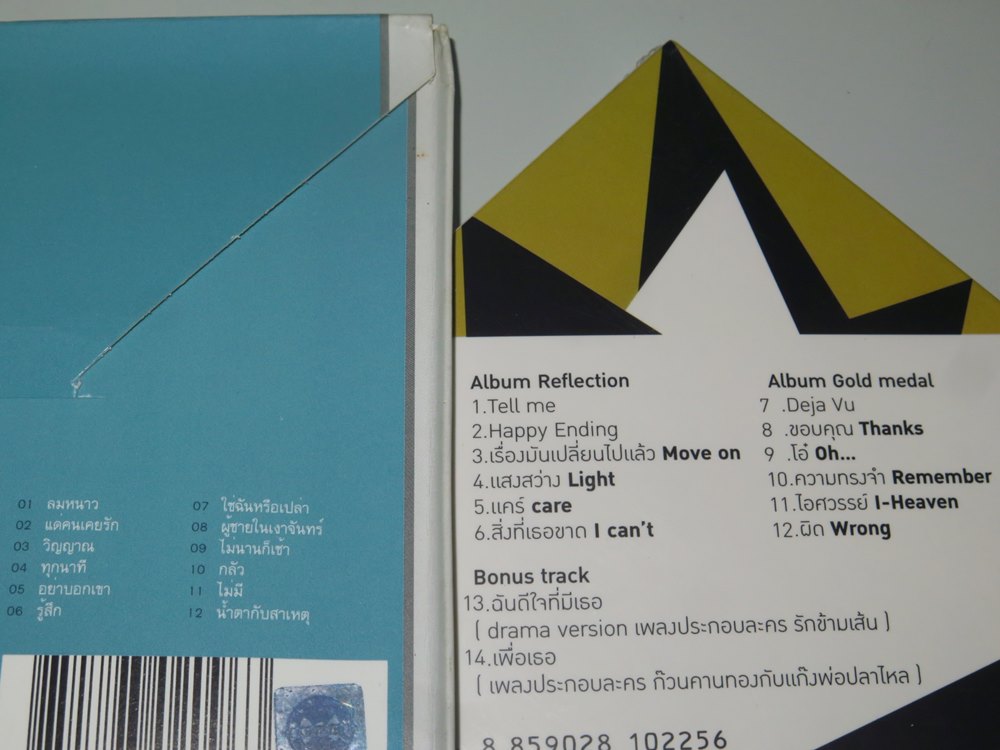 01 ลมหนาว
02 แด่คนเคยรัก
03 วิญญาณ
04 ทุกนาที
05 อย่าบอกเขา
06 รู้สึก
07 ใช่ฉันหรือเปล่า
08 ผู้ชายในเงาจันทร์
09 ไม่นานก็เช้า
10 กลัว
11 ไม่มี
12 น้ำตากับสาเหตุ
Album Reflection
1.Tell me
2.Happy Ending
3.เรื่องมันเปลี่ยนไปแล้ว Move on
4.แสงสว่าง Light
5.แคร์ care
6.สิ่งที่เธอขาด I can't
Album Gold medal
7 .Deja Vu
8 .ขอบคุณ Thanks
9 .โอ๋ Oh...
10.ความทรงจำ Remember
11.ไอศวรรย์ I-Heaven
12.ผิด Wrong
Bonus track
13.ฉันดีใจที่มีเธอ
( drama version เพลงประกอบละคร รักข้ามเส้น )
14.เพื่อเธอ
( เพลงประกอบละคร ก๊วนคานทองกับแก๊งพ่อปลาไหล )
8 859028 102256